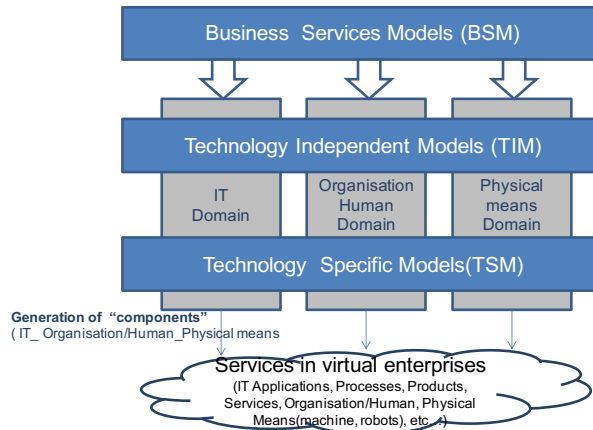 Business Services Models (BSM)
Technology Independent Models (TIM)
IT
Domain
Organisation
Human
Domain
Physical
means
Domain
Technology Specific Models(TSM)
Generation of “components”
( IT_ Organisation/Human_Physical means
Services in virtual enterprises
(IT Applications, Processes, Products,
Services, Organisation/Human, Physical
Means(machine, robots), etc...)